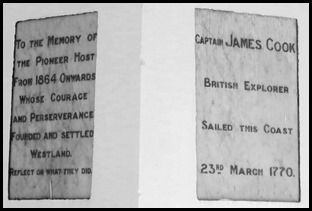 To the Memory of
the Pioneer Host
From 1864 Onwards
Whose Courage
and Perserverance
Founded and settled
Westland.
Reflect on what they did.
Captain James Cook
British Explorer
Sailed this Coast
23rd March 1770.